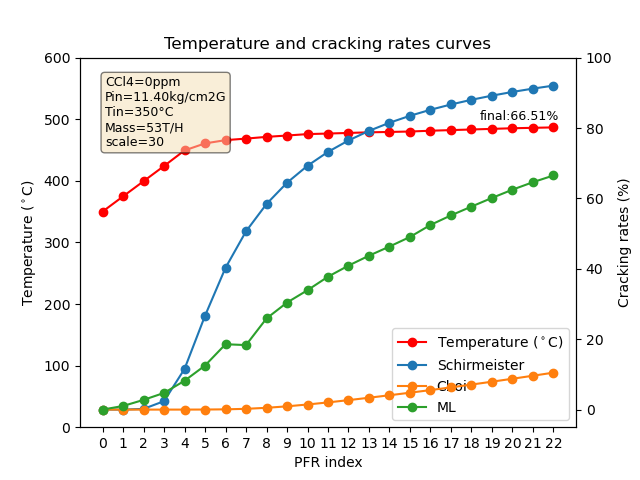 Temperature and cracking rates curves
CCl4=0ppm
Pin=11.40kg/cm2G
Tin=350°C
Mass=53T/H
scale=30
final:66.51%
600
500
400
300
200
100
0
Temperature (°C)
100
80
60
40
20
0
Cracking rates (%)
Temperature (°C)
Schirmeister
Choi
ML
0 1 2 3 4 5 6 7 8 9 10 11 12 13 14 15 16 17 18 19 20 21 22
PFR index